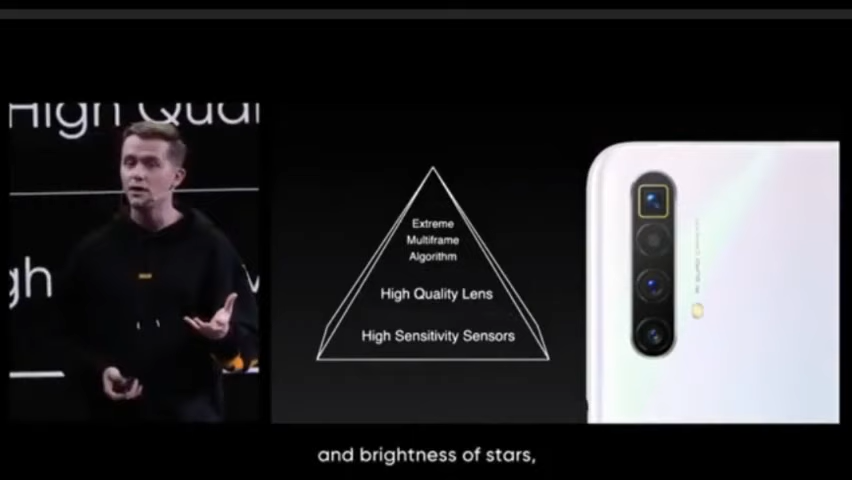 High Qual
gh
Extreme
Multiframe
Algorithm
High Quality Lens
High Sensitivity Sensors
and brightness of stars,